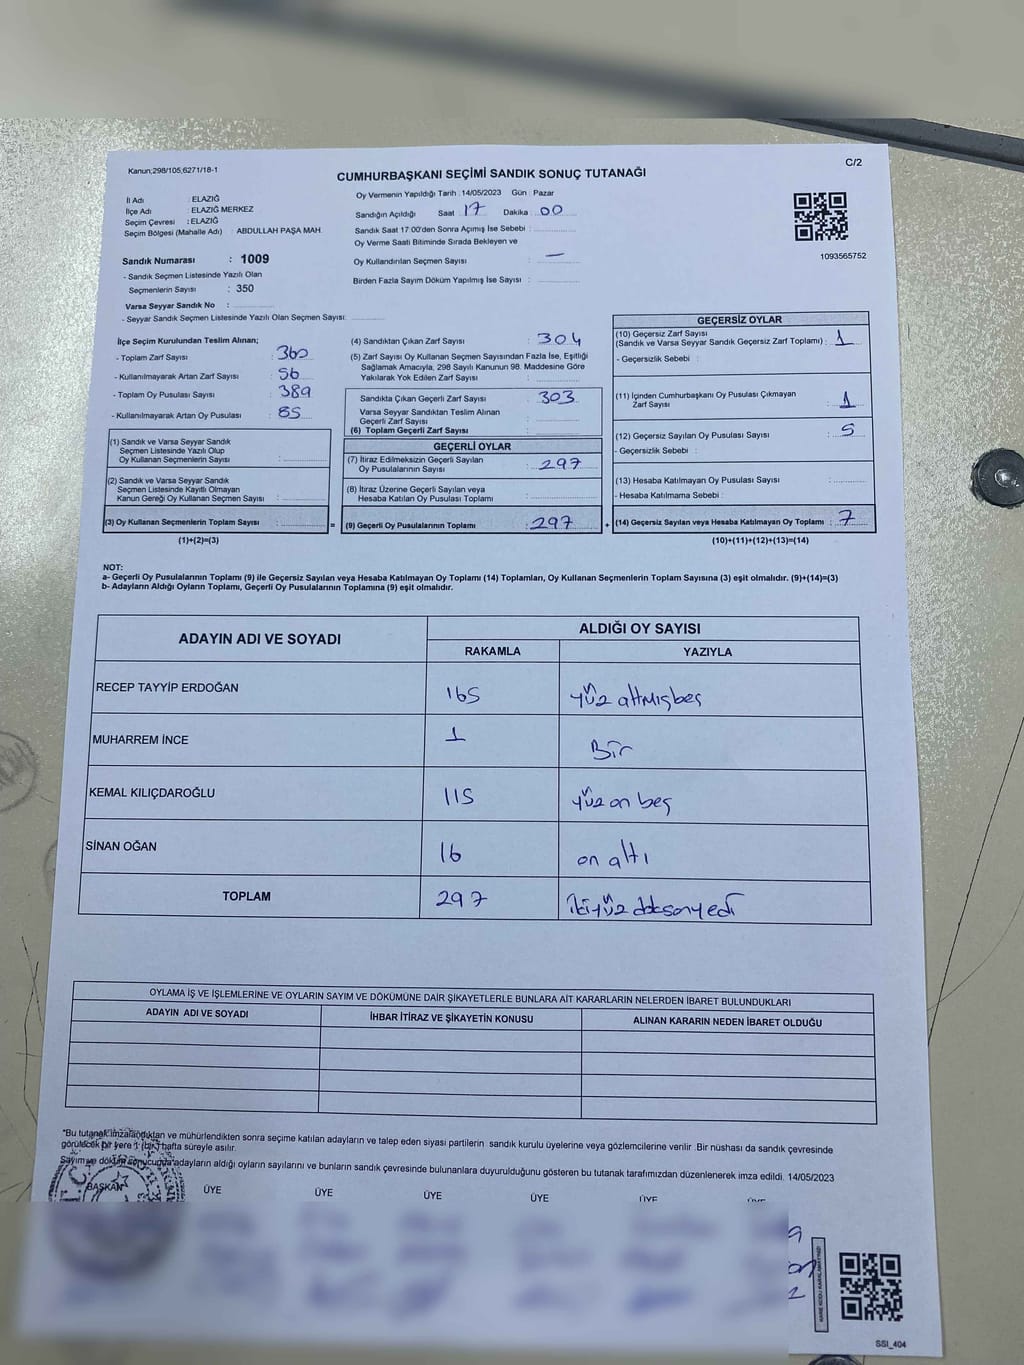 Kanun;298/105,6271/18-1
C/2
CUMHURBAŞKANI SEÇİMİ SANDIK SONUÇ TUTANAĞI
İl Adı : ELAZIĞ
İlçe Adı : ELAZIĞ MERKEZ
Seçim Çevresi : ELAZIĞ
Seçim Bölgesi (Mahalle Adı) : ABDULLAH PAŞA MAH.
Sandık Numarası : 1009
- Sandık Seçmen Listesinde Yazılı Olan
Seçmenlerin Sayısı : 350
Varsa Seyyar Sandık No :
- Seyyar Sandık Seçmen Listesinde Yazılı Olan Seçmen Sayısı:
Oy Vermenin Yapıldığı Tarih : 14/05/2023 Gün : Pazar
Sandığın Açıldığı Saat : 17 Dakika : 00
Sandık Saat 17:00'den Sonra Açımış İse Sebebi :
Oy Verme Saati Bitiminde Sırada Bekleyen ve
Oy Kullandırılan Seçmen Sayısı : —
Birden Fazla Sayım Döküm Yapılmış İse Sayısı :
1093565752
İlçe Seçim Kurulundan Teslim Alınan;
- Toplam Zarf Sayısı : 360
- Kullanılmayarak Artan Zarf Sayısı : 56
- Toplam Oy Pusulası Sayısı : 389
- Kullanılmayarak Artan Oy Pusulası : 85
(1) Sandık ve Varsa Seyyar Sandık
Seçmen Listesinde Yazılı Olup
Oy Kullanan Seçmenlerin Sayısı :
(2) Sandık ve Varsa Seyyar Sandık
Seçmen Listesinde Kayıtlı Olmayan
Kanun Gereği Oy Kullanan Seçmen Sayısı :
(3) Oy Kullanan Seçmenlerin Toplam Sayısı : =
(1)+(2)=(3)
(4) Sandıktan Çıkan Zarf Sayısı : 304
(5) Zarf Sayısı Oy Kullanan Seçmen Sayısından Fazla İse, Eşitliği
Sağlamak Amacıyla, 298 Sayılı Kanunun 98. Maddesine Göre
Yakılarak Yok Edilen Zarf Sayısı :
Sandıkta Çıkan Geçerli Zarf Sayısı : 303
Varsa Seyyar Sandıktan Teslim Alınan
Geçerli Zarf Sayısı :
(6) Toplam Geçerli Zarf Sayısı :
GEÇERLİ OYLAR
(7) İtiraz Edilmeksizin Geçerli Sayılan
Oy Pusulalarının Sayısı : 297
(8) İtiraz Üzerine Geçerli Sayılan veya
Hesaba Katılan Oy Pusulası Toplamı :
(9) Geçerli Oy Pusulalarının Toplamı : 297 +
GEÇERSİZ OYLAR
(10) Geçersiz Zarf Sayısı
(Sandık ve Varsa Seyyar Sandık Geçersiz Zarf Toplamı) : 1
- Geçersizlik Sebebi :
(11) İçinden Cumhurbaşkanı Oy Pusulası Çıkmayan
Zarf Sayısı : 1
(12) Geçersiz Sayılan Oy Pusulası Sayısı : 5
- Geçersizlik Sebebi :
(13) Hesaba Katılmayan Oy Pusulası Sayısı :
- Hesaba Katılmama Sebebi :
(14) Geçersiz Sayılan veya Hesaba Katılmayan Oy Toplamı : 7
(10)+(11)+(12)+(13)=(14)
NOT:
a- Geçerli Oy Pusulalarının Toplamı (9) ile Geçersiz Sayılan veya Hesaba Katılmayan Oy Toplamı (14) Toplamları, Oy Kullanan Seçmenlerin Toplam Sayısına (3) eşit olmalıdır. (9)+(14)=(3)
b- Adayların Aldığı Oyların Toplamı, Geçerli Oy Pusulalarının Toplamına (9) eşit olmalıdır.
ADAYIN ADI VE SOYADI
ALDIĞI OY SAYISI
RAKAMLA YAZIYLA
RECEP TAYYİP ERDOĞAN 165 yüz altmışbeş
MUHARREM İNCE 1 Bir
KEMAL KILIÇDAROĞLU 115 yüz on beş
SİNAN OĞAN 16 on altı
TOPLAM 297 İkiyüz doksanyedi
OYLAMA İŞ VE İŞLEMLERİNE VE OYLARIN SAYIM VE DÖKÜMÜNE DAİR ŞİKAYETLERLE BUNLARA AİT KARARLARIN NELERDEN İBARET BULUNDUKLARI
ADAYIN ADI VE SOYADI İHBAR İTİRAZ VE ŞİKAYETİN KONUSU ALINAN KARARIN NEDEN İBARET OLDUĞU
"Bu tutanak imzalandıktan ve mühürlendikten sonra seçime katılan adayların ve talep eden siyasi partilerin sandık kurulu üyelerine veya gözlemcilerine verilir .Bir nüshası da sandık çevresinde
görülecek bir yere 1 (bir) hafta süreyle asılır.
Sayım ve döküm sonucunda adayların aldığı oyların sayılarını ve bunların sandık çevresinde bulunanlara duyurulduğunu gösteren bu tutanak tarafımızdan düzenlenerek imza edildi. 14/05/2023
BAŞKAN ÜYE ÜYE ÜYE ÜYE ÜYE ÜYE
SSI_404